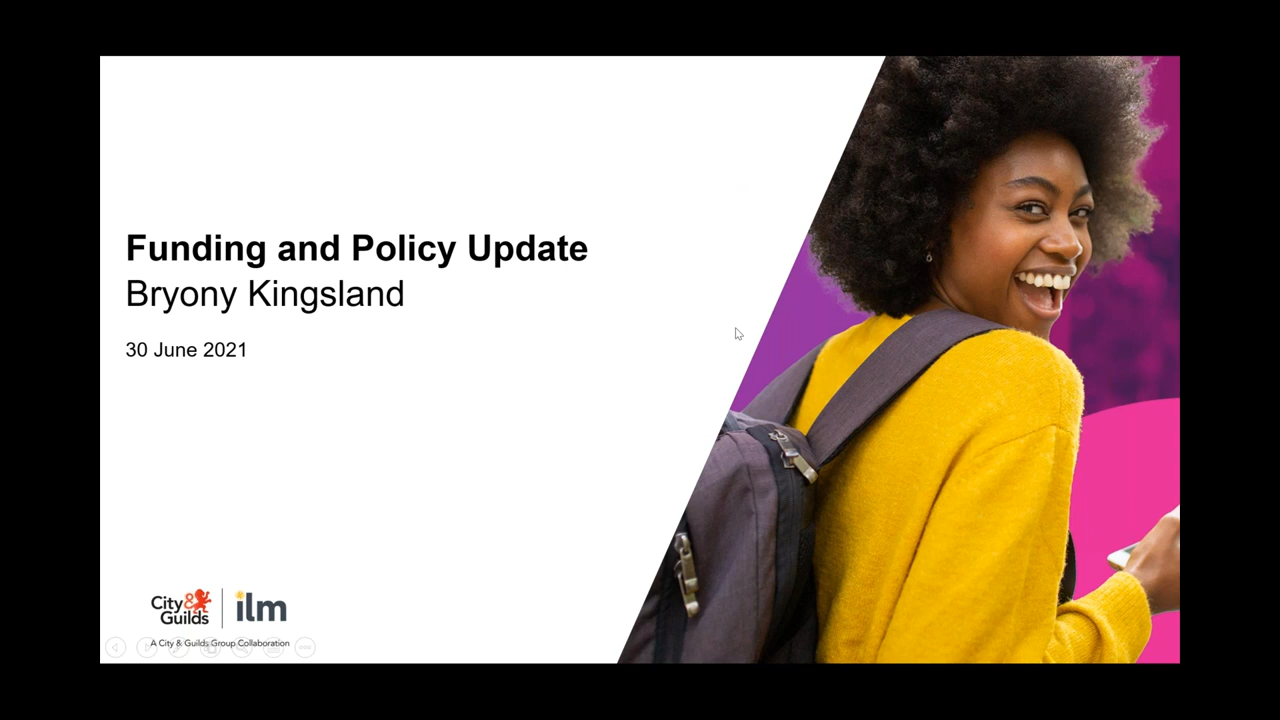 Funding and Policy Update
Bryony Kingsland
30 June 2021
City&
Guilds
ilm
A City & Guilds Group Collaboration